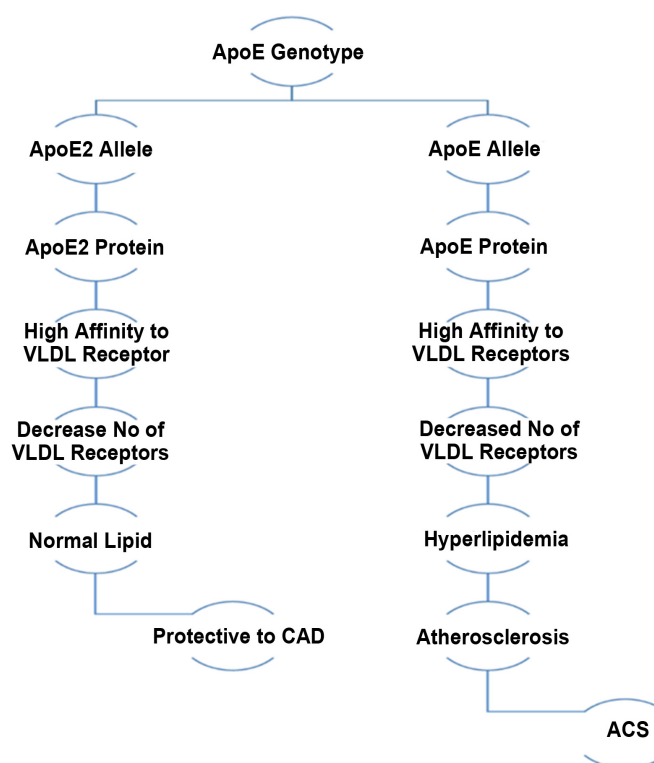 ApoE Genotype
ApoE2 Allele
ApoE2 Protein
High Affinity to
VLDL Receptor
Decrease No of
VLDL Receptors
Normal Lipid
Protective to CAD
ApoE Allele
ApoE Protein
High Affinity to
VLDL Receptors
Decreased No of
VLDL Receptors
Hyperlipidemia
Atherosclerosis
ACS